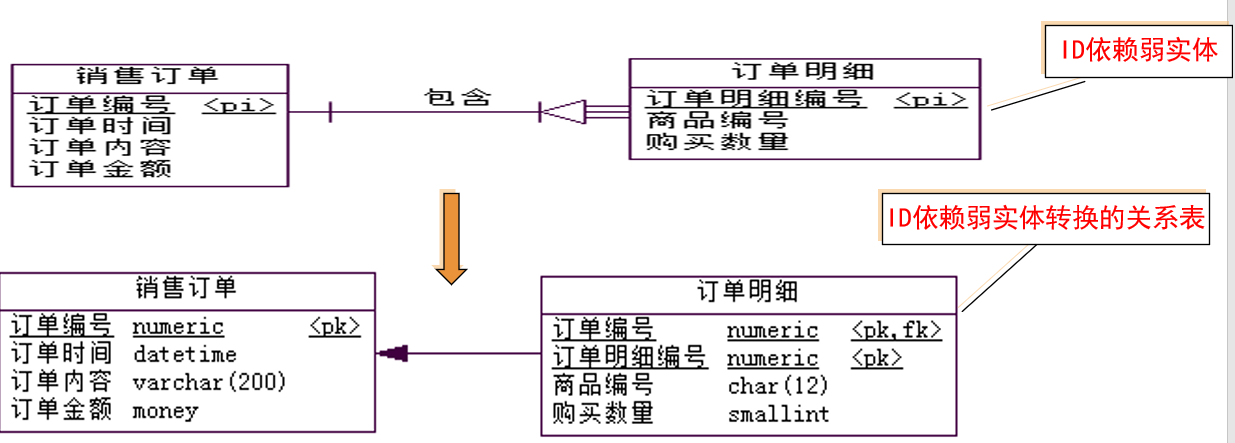 ID依赖弱实体
销售订单
订单编号 <pi>
订单时间
订单内容
订单金额
包含
订单明细
订单明细编号 <pi>
商品编号
购买数量
ID依赖弱实体转换的关系表
销售订单
订单编号 numeric <pk>
订单时间 datetime
订单内容 varchar(200)
订单金额 money
订单明细
订单编号 numeric <pk,fk>
订单明细编号 numeric <pk>
商品编号 char(12)
购买数量 smallint